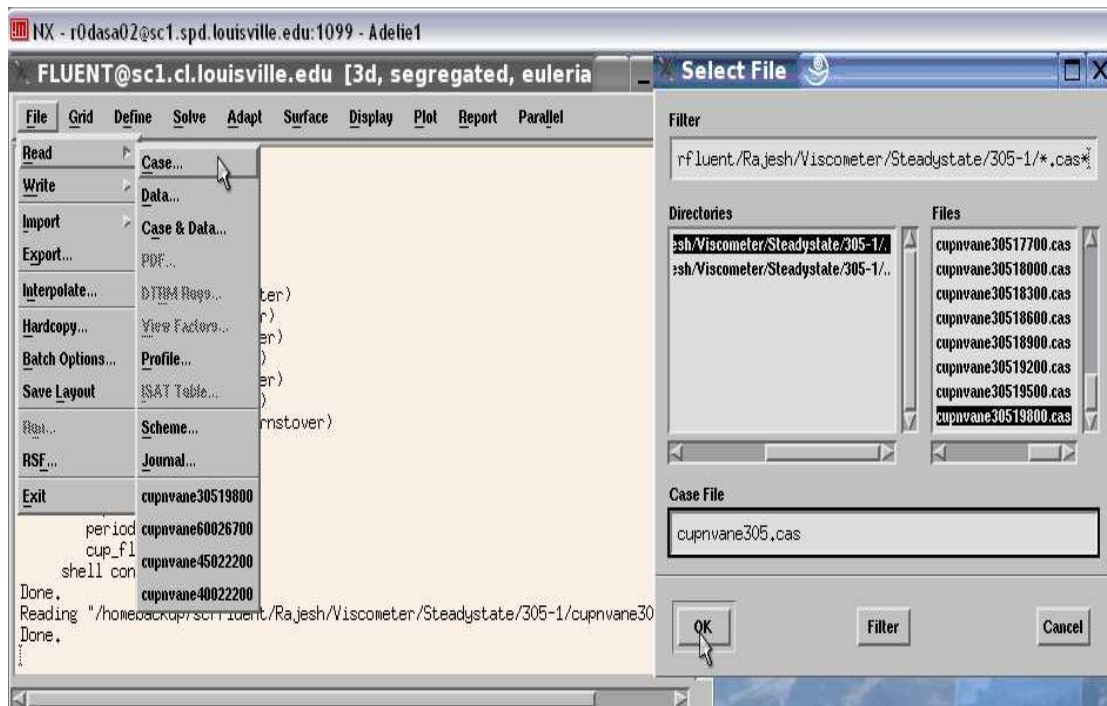 NX - r0dasa02@sc1.spd.louisville.edu:1099 - Adelie1
FLUENT@sc1.cl.louisville.edu [3d, segregated, euleria
File Grid Define Solve Adapt Surface Display Plot Report Parallel
Read
Write
Import
Export...
Interpolate...
Hardcopy...
Batch Options...
Save Layout
Run...
RSF...
Exit
Case...
Data...
Case & Data...
PDF...
DTRM Rays...
View Factors...
Profile...
ISAT Table...
Scheme...
Journal...
cupnvane30519800
cupnvane60026700
cupnvane45022200
cupnvane40022200
ter)
r)
er)
)
er)
)
rnstover)
period
cup_fl
shell con
Done.
Reading "/homebackup/scfrfluent/Rajesh/Viscometer/Steadystate/305-1/cupnvane30
Done.
Select File
Filter
rfluent/Rajesh/Viscometer/Steadystate/305-1/*.cas*
Directories
esh/Viscometer/Steadystate/305-1/.
esh/Viscometer/Steadystate/305-1/..
Files
cupnvane30517700.cas
cupnvane30518000.cas
cupnvane30518300.cas
cupnvane30518600.cas
cupnvane30518900.cas
cupnvane30519200.cas
cupnvane30519500.cas
cupnvane30519800.cas
Case File
cupnvane305.cas
OK Filter Cancel